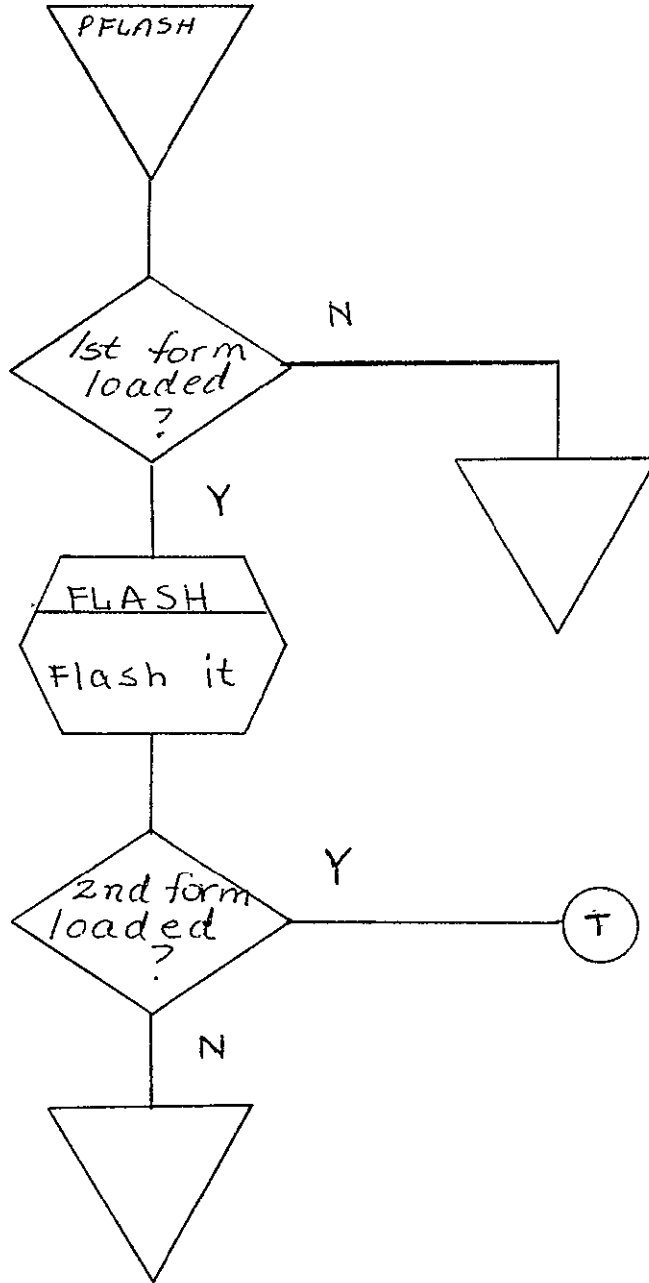 PFLASH
1st form
loaded
?
N
Y
FLASH
Flash it
2nd form
loaded
?
Y
T
N